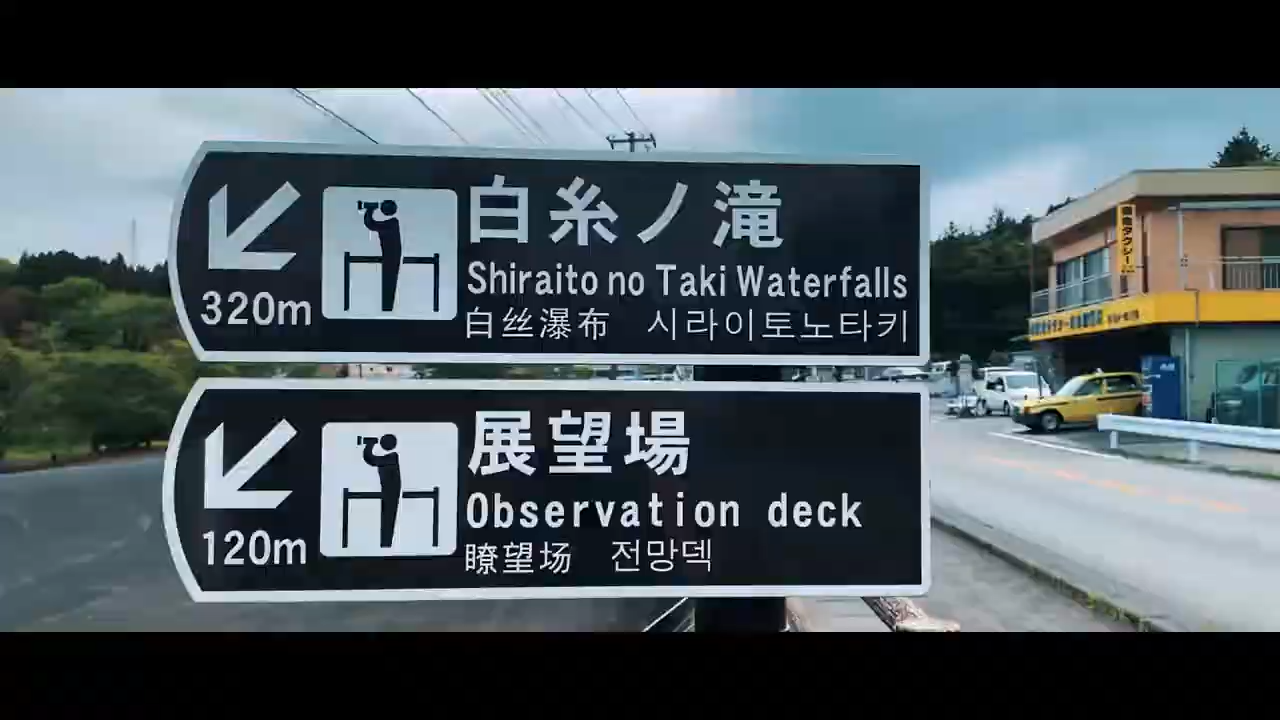 白糸ノ滝
Shiraito no Taki Waterfalls
320m
白丝瀑布 시라이토노타키
展望場
Observation deck
120m
瞭望场 전망덱